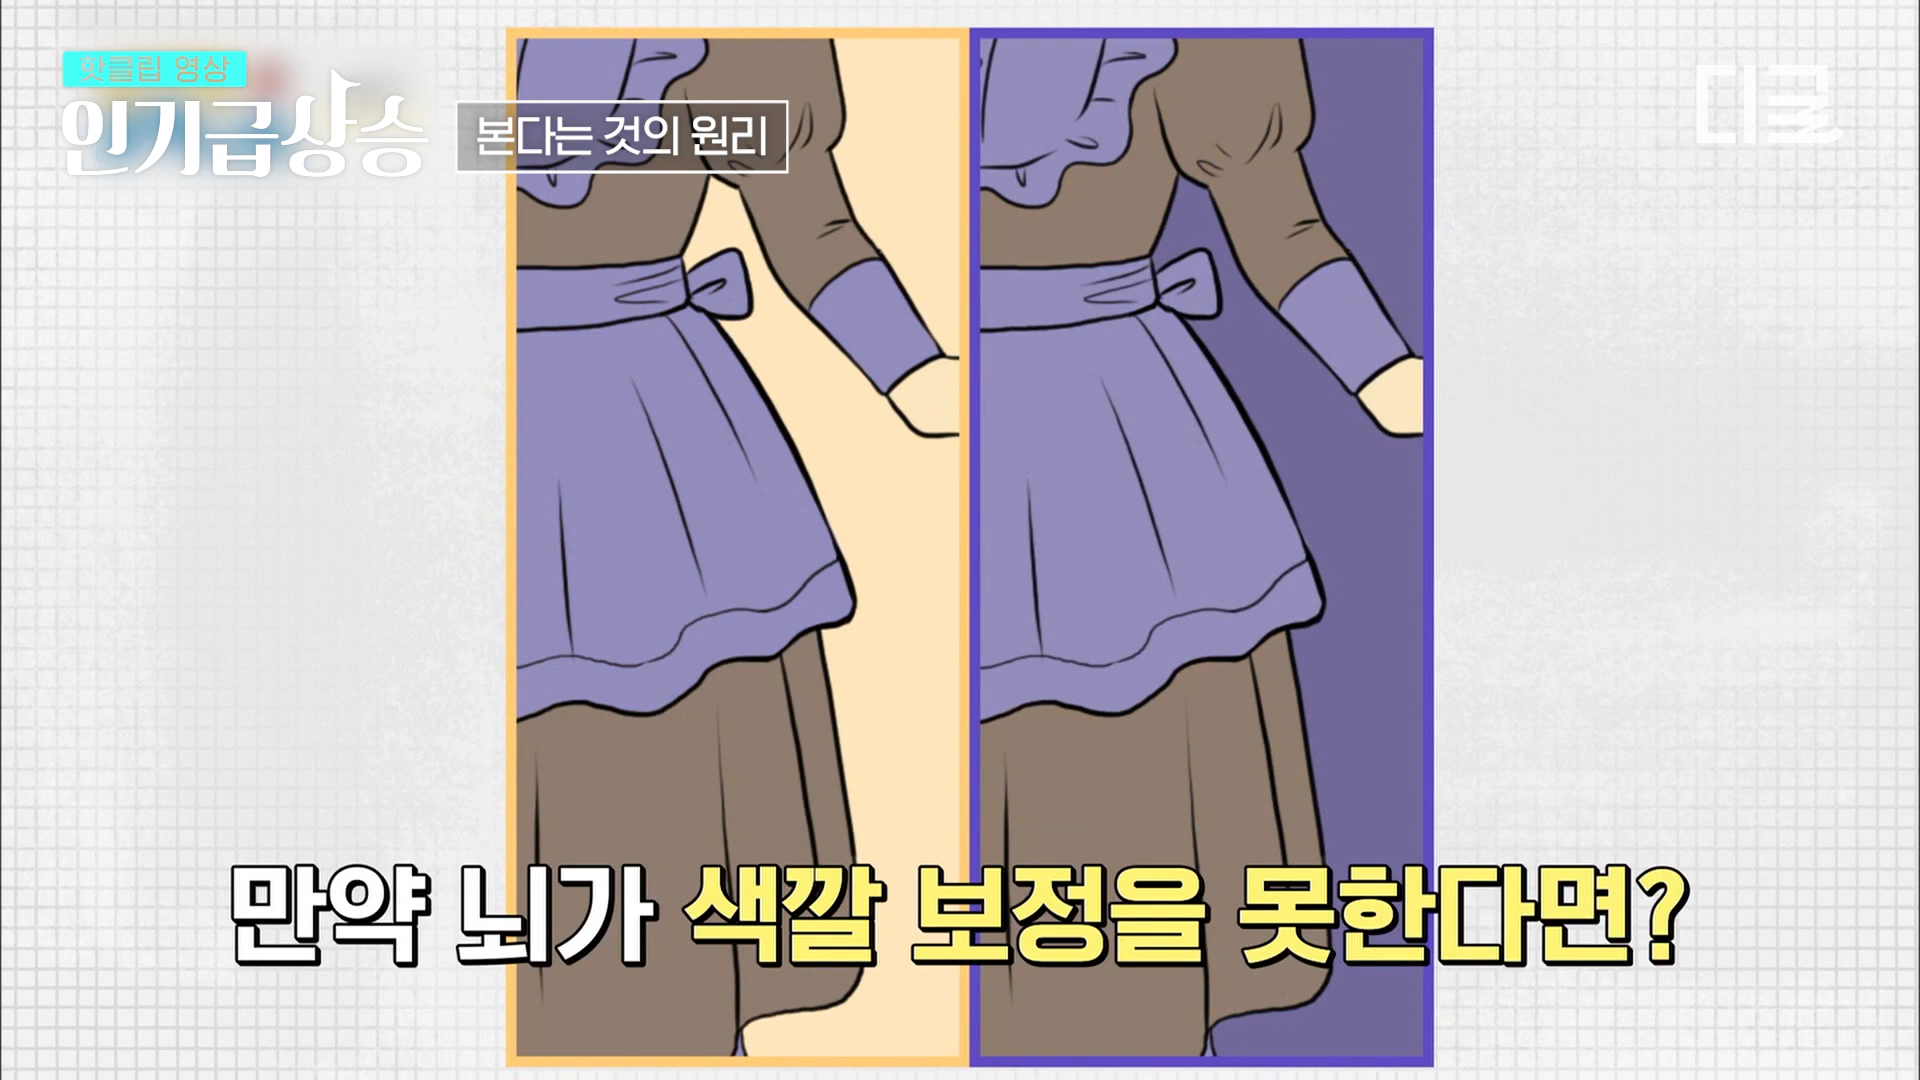 핫클립 영상
인기급상승
본다는 것의 원리
디글
만약 뇌가 색깔 보정을 못한다면?